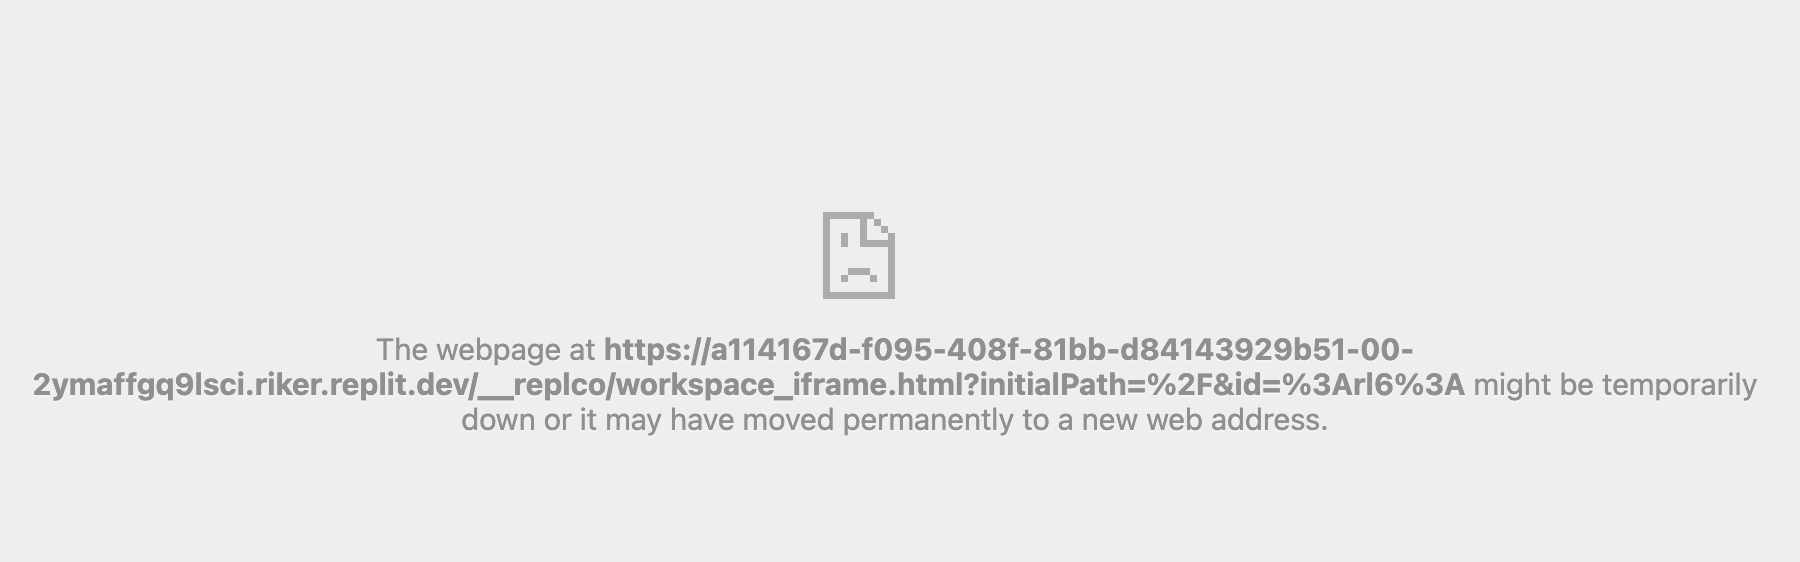 The webpage at https://a114167d-f095-408f-81bb-d84143929b51-00-
2ymaffgq9lsci.riker.replit.dev/__replco/workspace_iframe.html?initialPath=%2F&id=%3Arl6%3A might be temporarily
down or it may have moved permanently to a new web address.